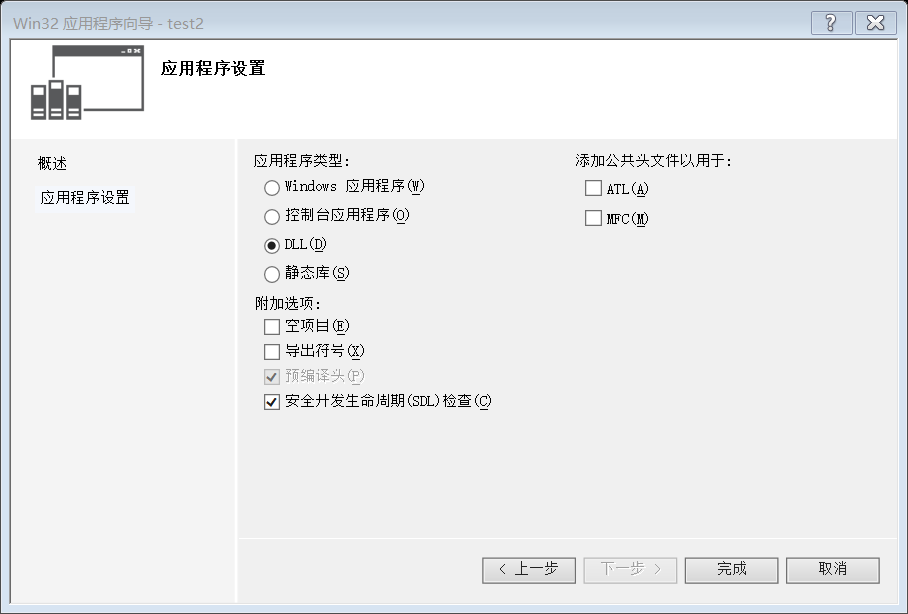 Win32 应用程序向导 - test2
应用程序设置
概述
应用程序设置
应用程序类型:
Windows 应用程序(W)
控制台应用程序(O)
DLL(D)
静态库(S)
附加选项:
空项目(E)
导出符号(X)
预编译头(P)
安全开发生命周期(SDL)检查(C)
添加公共头文件以用于:
ATL(A)
MFC(M)
< 上一步
下一步 >
完成
取消